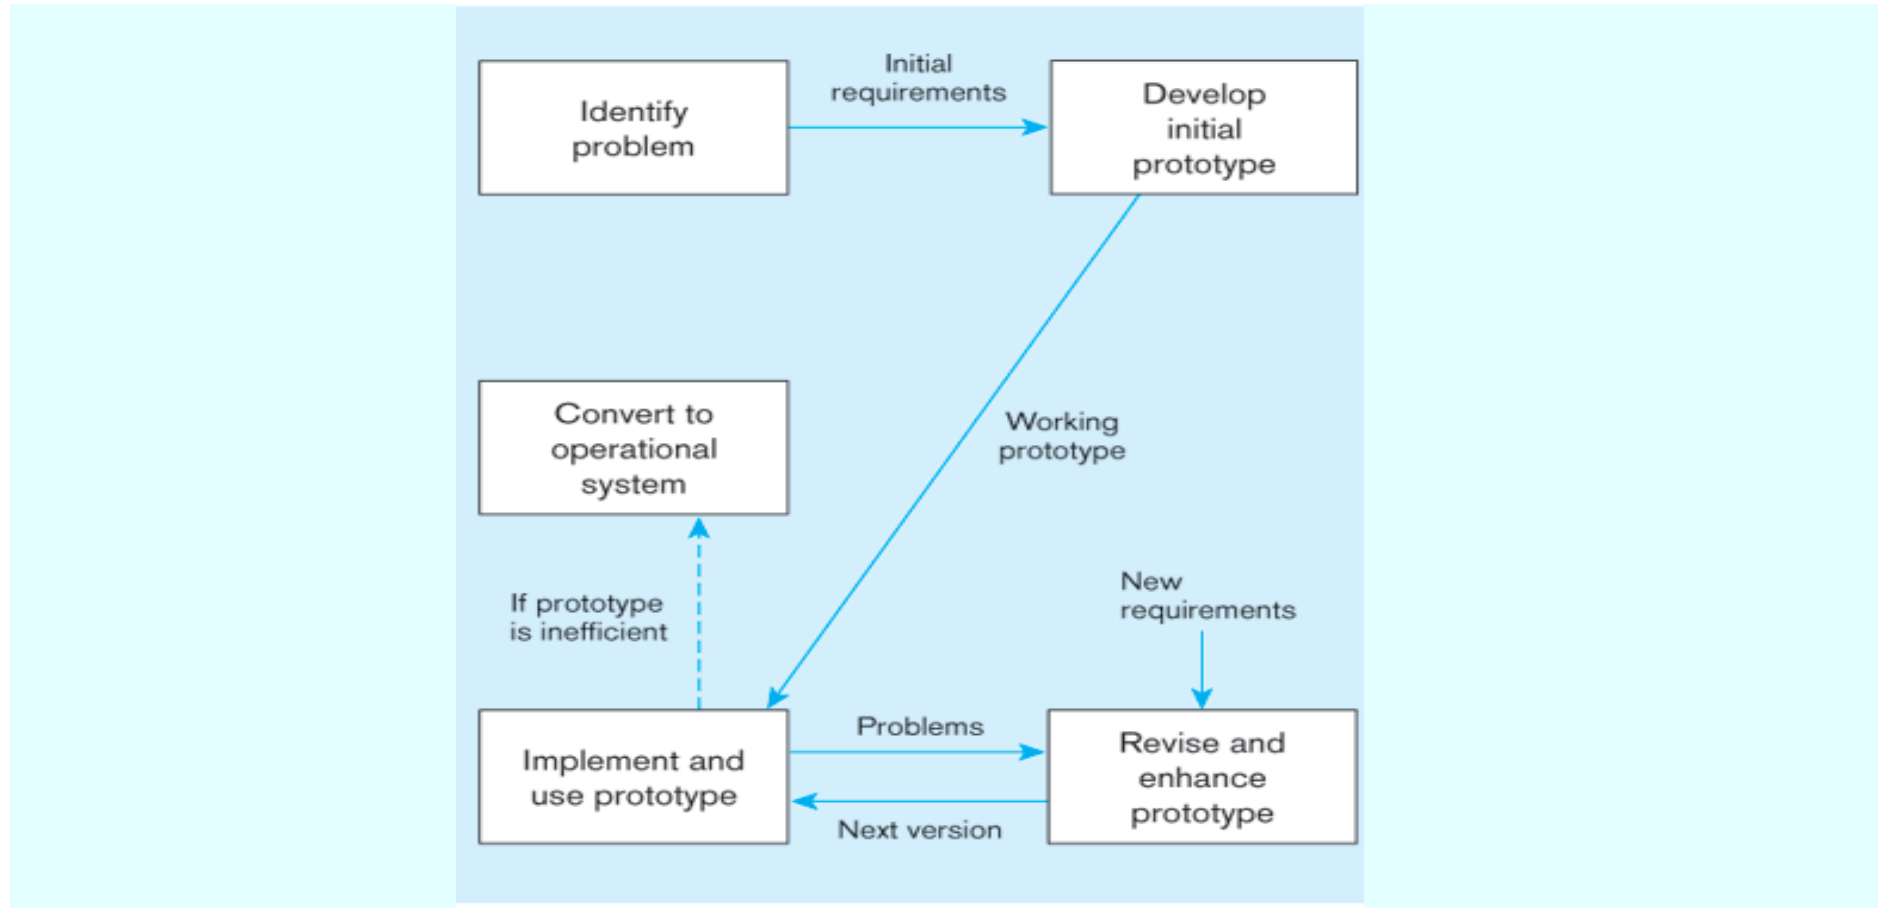 Identify
problem
Initial
requirements
Develop
initial
prototype
Convert to
operational
system
Working
prototype
If prototype
is inefficient
New
requirements
Implement and
use prototype
Problems
Next version
Revise and
enhance
prototype